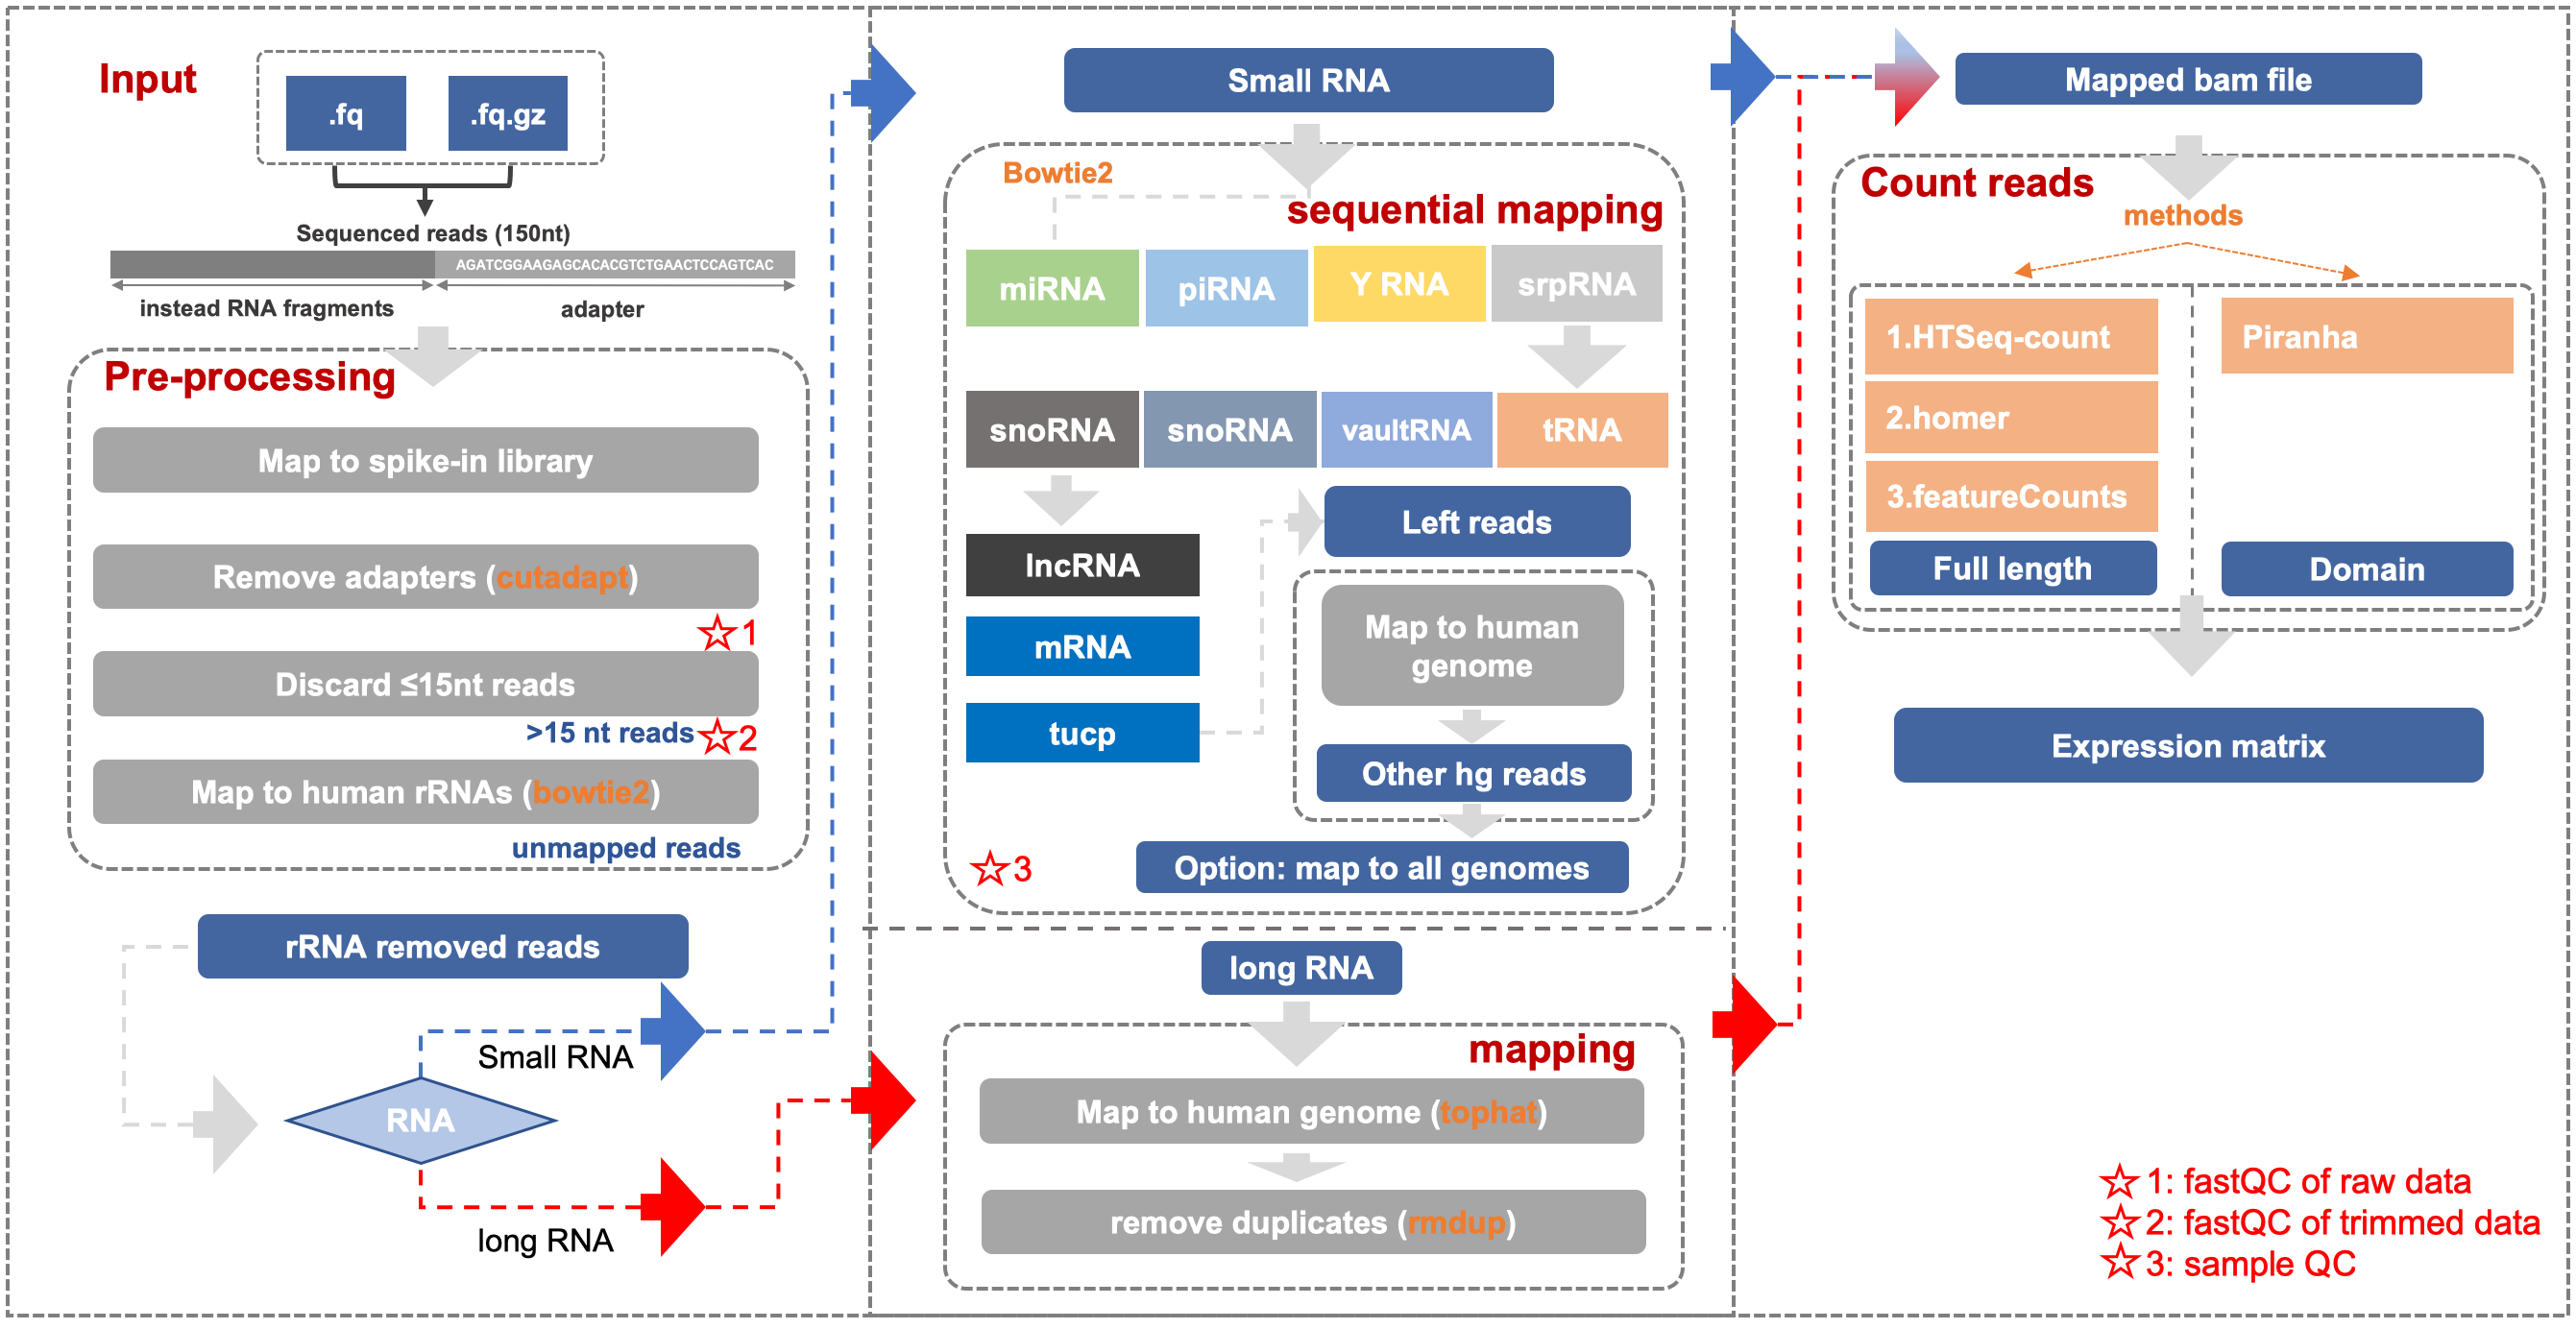 Input
.fq
.fq.gz
Sequenced reads (150nt)
AGATCGGAAGAGCACACGTCTGAACTCCAGTCAC
instead RNA fragments
adapter
Pre-processing
Map to spike-in library
Remove adapters (cutadapt)
1
Discard ≤15nt reads
>15 nt reads
2
Map to human rRNAs (bowtie2)
unmapped reads
rRNA removed reads
Small RNA
RNA
long RNA
Small RNA
Bowtie2
sequential mapping
miRNA
piRNA
Y RNA
srpRNA
snoRNA
snoRNA
vaultRNA
tRNA
lncRNA
mRNA
tucp
Left reads
Map to human
genome
Other hg reads
Option: map to all genomes
3
long RNA
mapping
Map to human genome (tophat)
remove duplicates (rmdup)
Mapped bam file
Count reads
methods
1.HTSeq-count
2.homer
3.featureCounts
Full length
Piranha
Domain
Expression matrix
1: fastQC of raw data
2: fastQC of trimmed data
3: sample QC